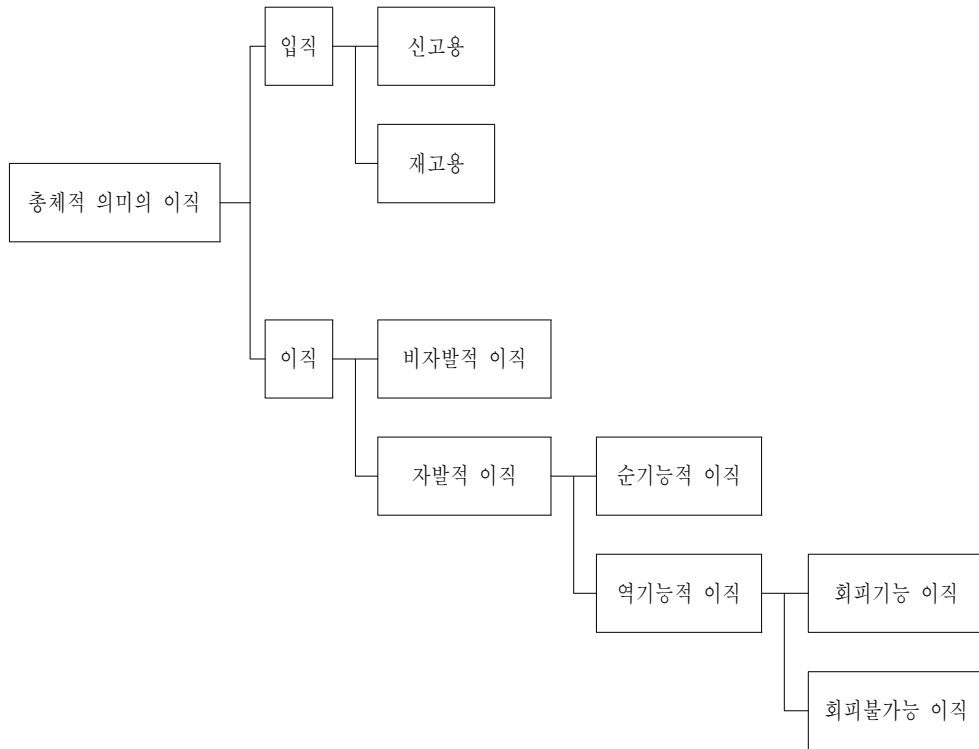 입직
신고용
재고용
총체적 의미의 이직
이직
비자발적 이직
자발적 이직
순기능적 이직
역기능적 이직
회피기능 이직
회피불가능 이직